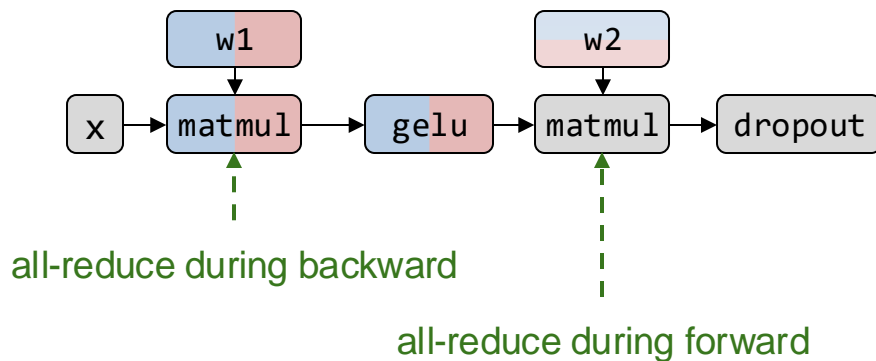 w1
w2
x
matmul
gelu
matmul
dropout
all-reduce during backward
all-reduce during forward